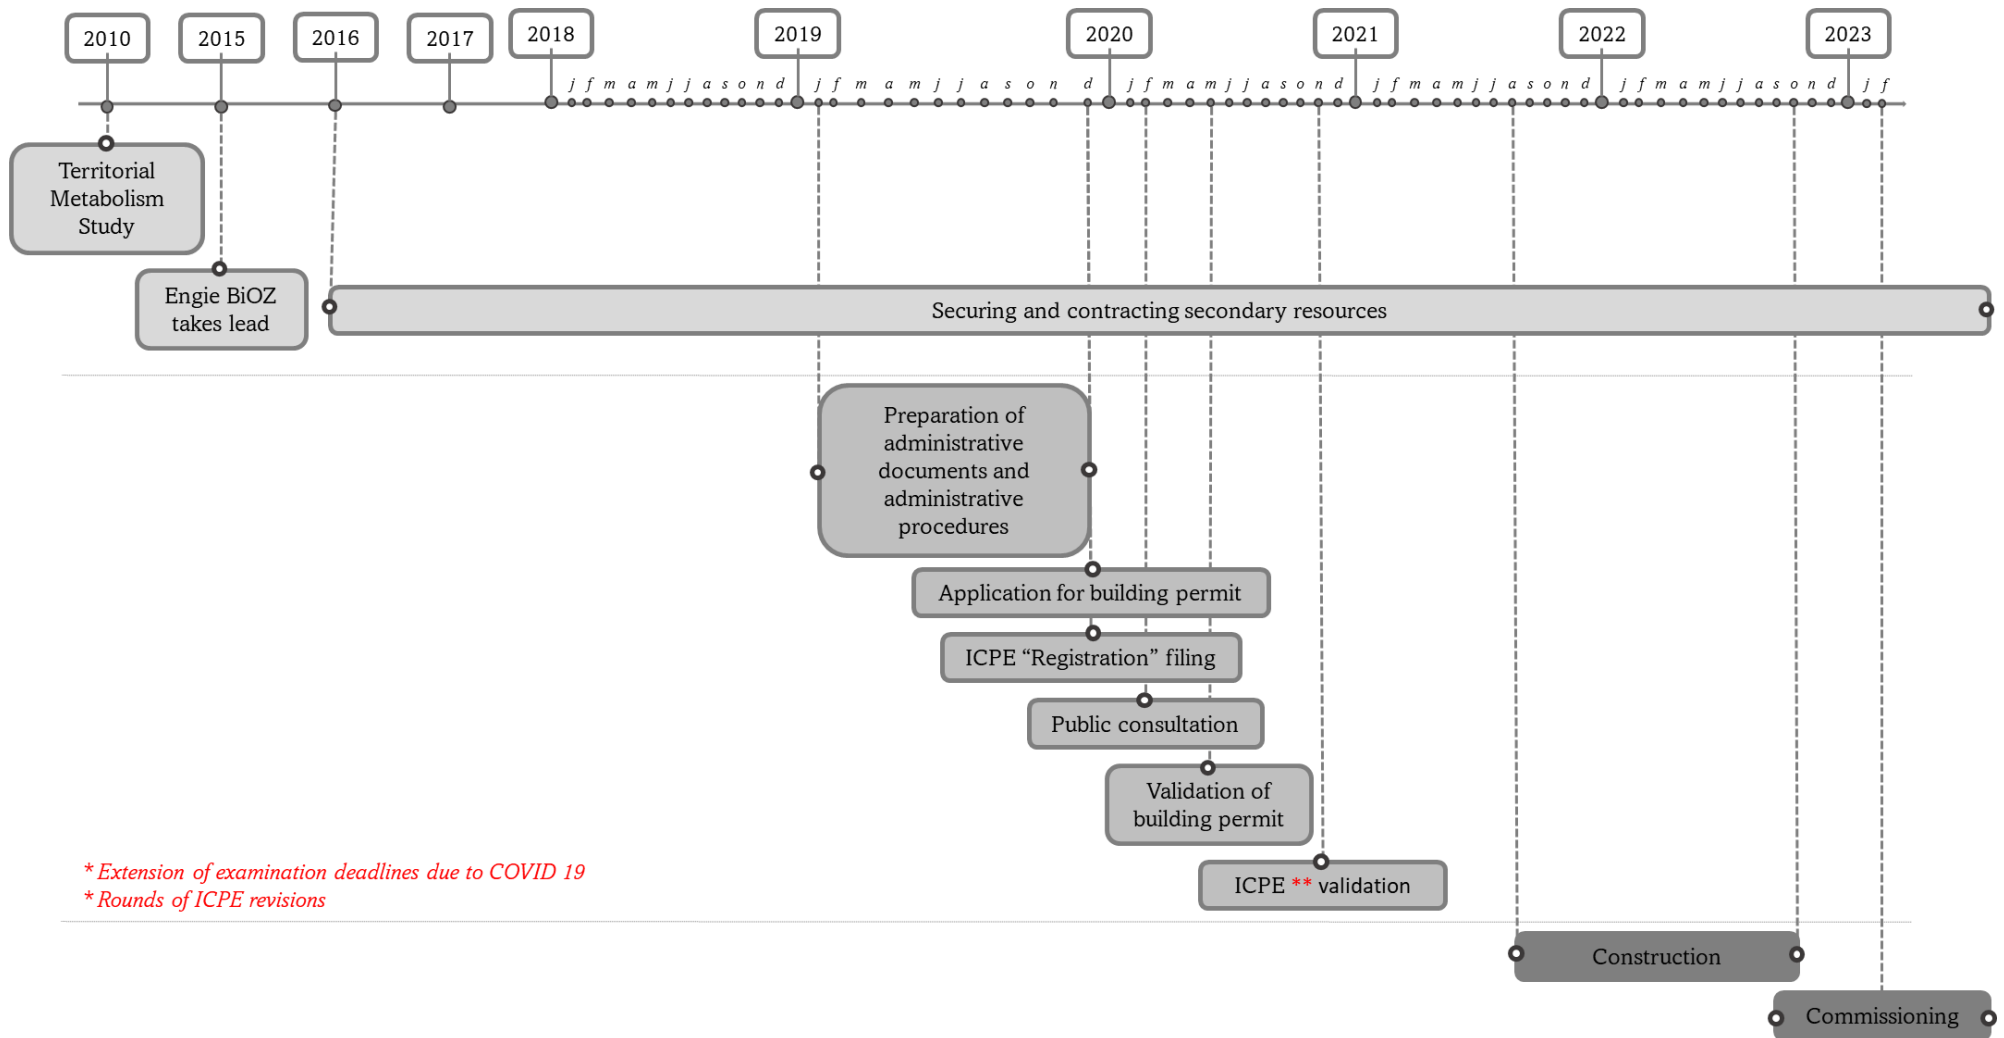 2010 2015 2016 2017 2018 2019 2020 2021 2022 2023
j f m a m j j a s o n d j f m a m j j a s o n d j f m a m j j a s o n d j f m a m j j a s o n d j f m a m j j a s o n d j f
Territorial
Metabolism
Study
Engie BiOZ
takes lead
Securing and contracting secondary resources
Preparation of
administrative
documents and
administrative
procedures
Application for building permit
ICPE “Registration” filing
Public consultation
Validation of
building permit
* Extension of examination deadlines due to COVID 19
* Rounds of ICPE revisions
ICPE ** validation
Construction
Commissioning